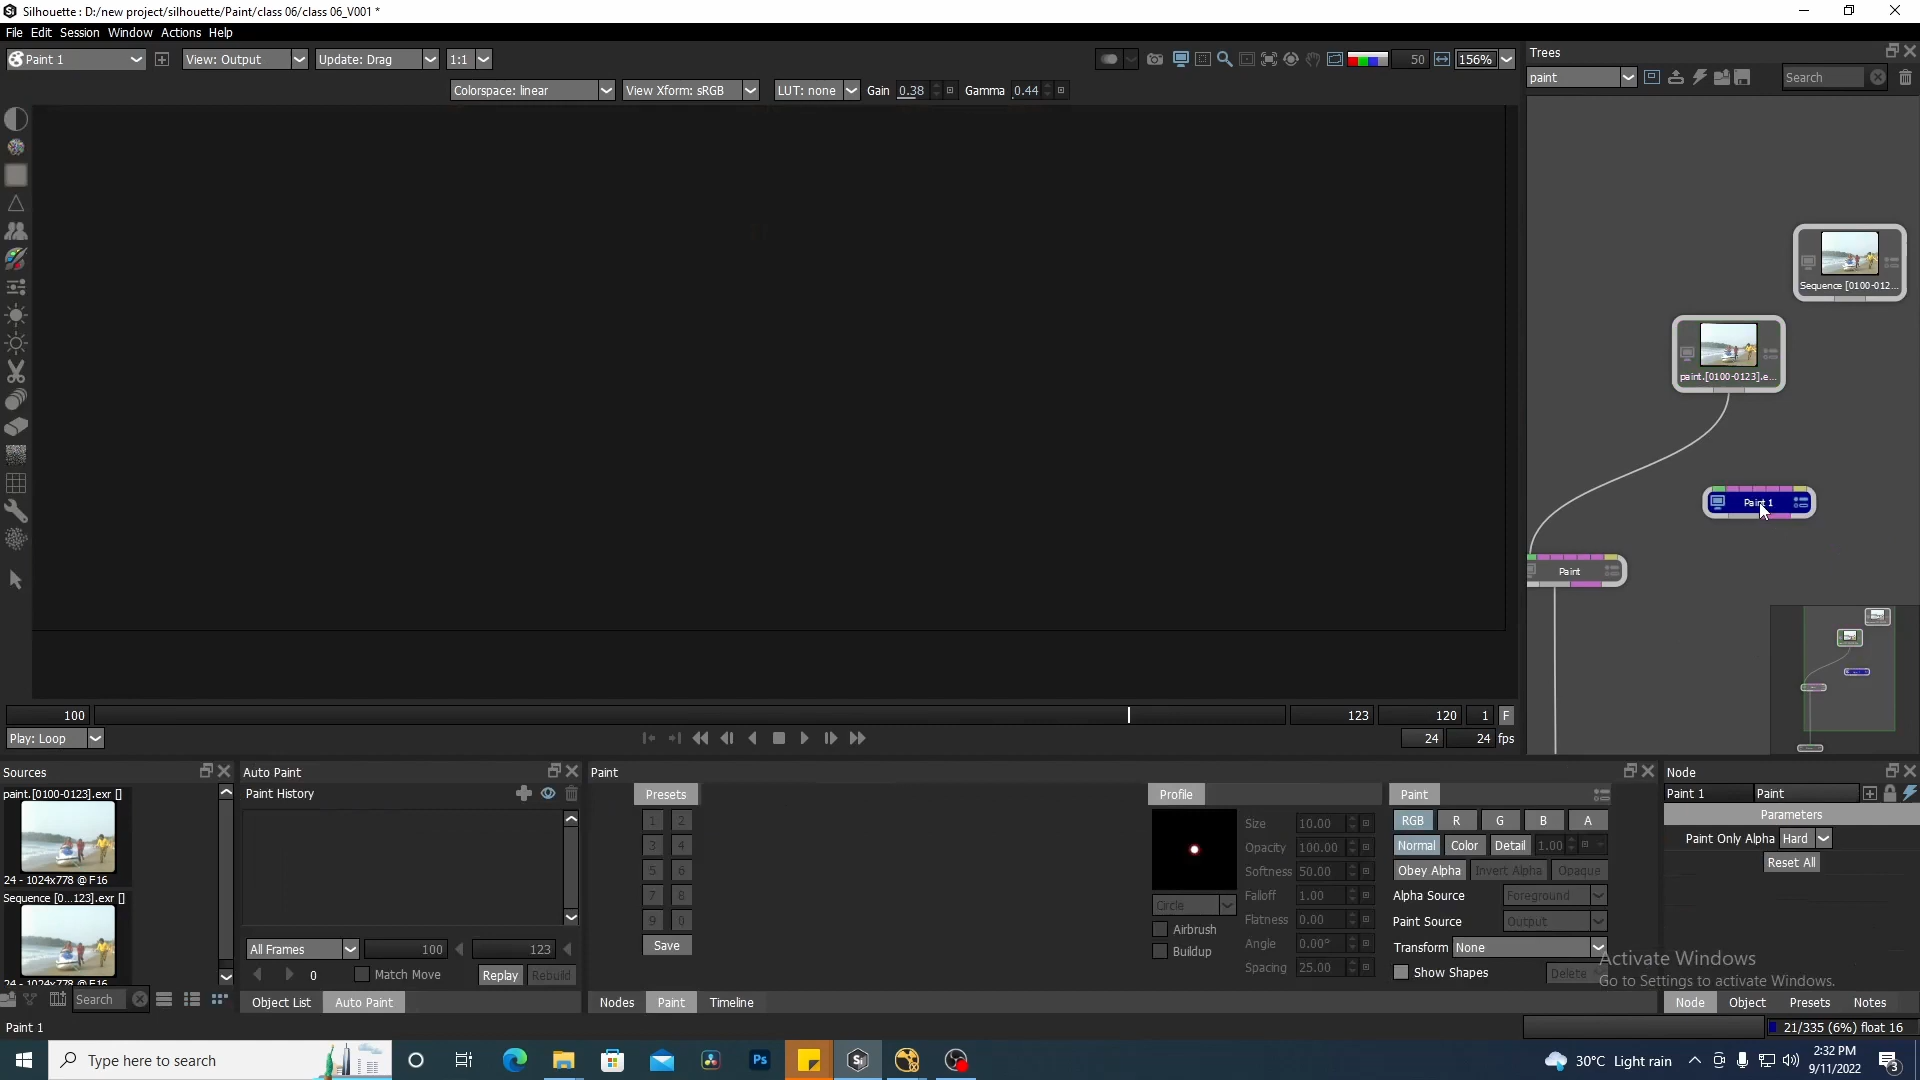 Silhouette : D:/new project/silhouette/Paint/class 06/class 06_V001 *
File Edit Session Window Actions Help
Paint 1 View: Output Update: Drag 1:1 50 156%
Colorspace: linear View Xform: sRGB LUT: none Gain 0.38 Gamma 0.44
Trees
paint Search
Sequence [0100-012...
paint.[0100-0123].e...
Paint 1
Paint
100 123 120 1 F
Play: Loop 24 24 fps
Sources
paint.[0100-0123].exr []
24 - 1024x778 @ F16
Sequence [0...123].exr []
24 - 1024x778 @ F16
Search
Auto Paint
Paint History
All Frames 100 123
0 Match Move Replay Rebuild
Object List Auto Paint
Paint
Presets
1 2
3 4
5 6
7 8
9 0
Save
Nodes Paint Timeline
Profile
Circle
Airbrush
Buildup
Size 10.00
Opacity 100.00
Softness 50.00
Falloff 1.00
Flatness 0.00
Angle 0.00°
Spacing 25.00
Paint
RGB R G B A
Normal Color Detail 1.00
Obey Alpha Invert Alpha Opaque
Alpha Source Foreground
Paint Source Output
Transform None
Show Shapes Delete
Node
Paint 1 Paint
Parameters
Paint Only Alpha Hard
Reset All
Activate Windows
Go to Settings to activate Windows.
Node Object Presets Notes
Paint 1
21/335 (6%) float 16
Type here to search
Ps
Si
30°C Light rain
2:32 PM
9/11/2022
3